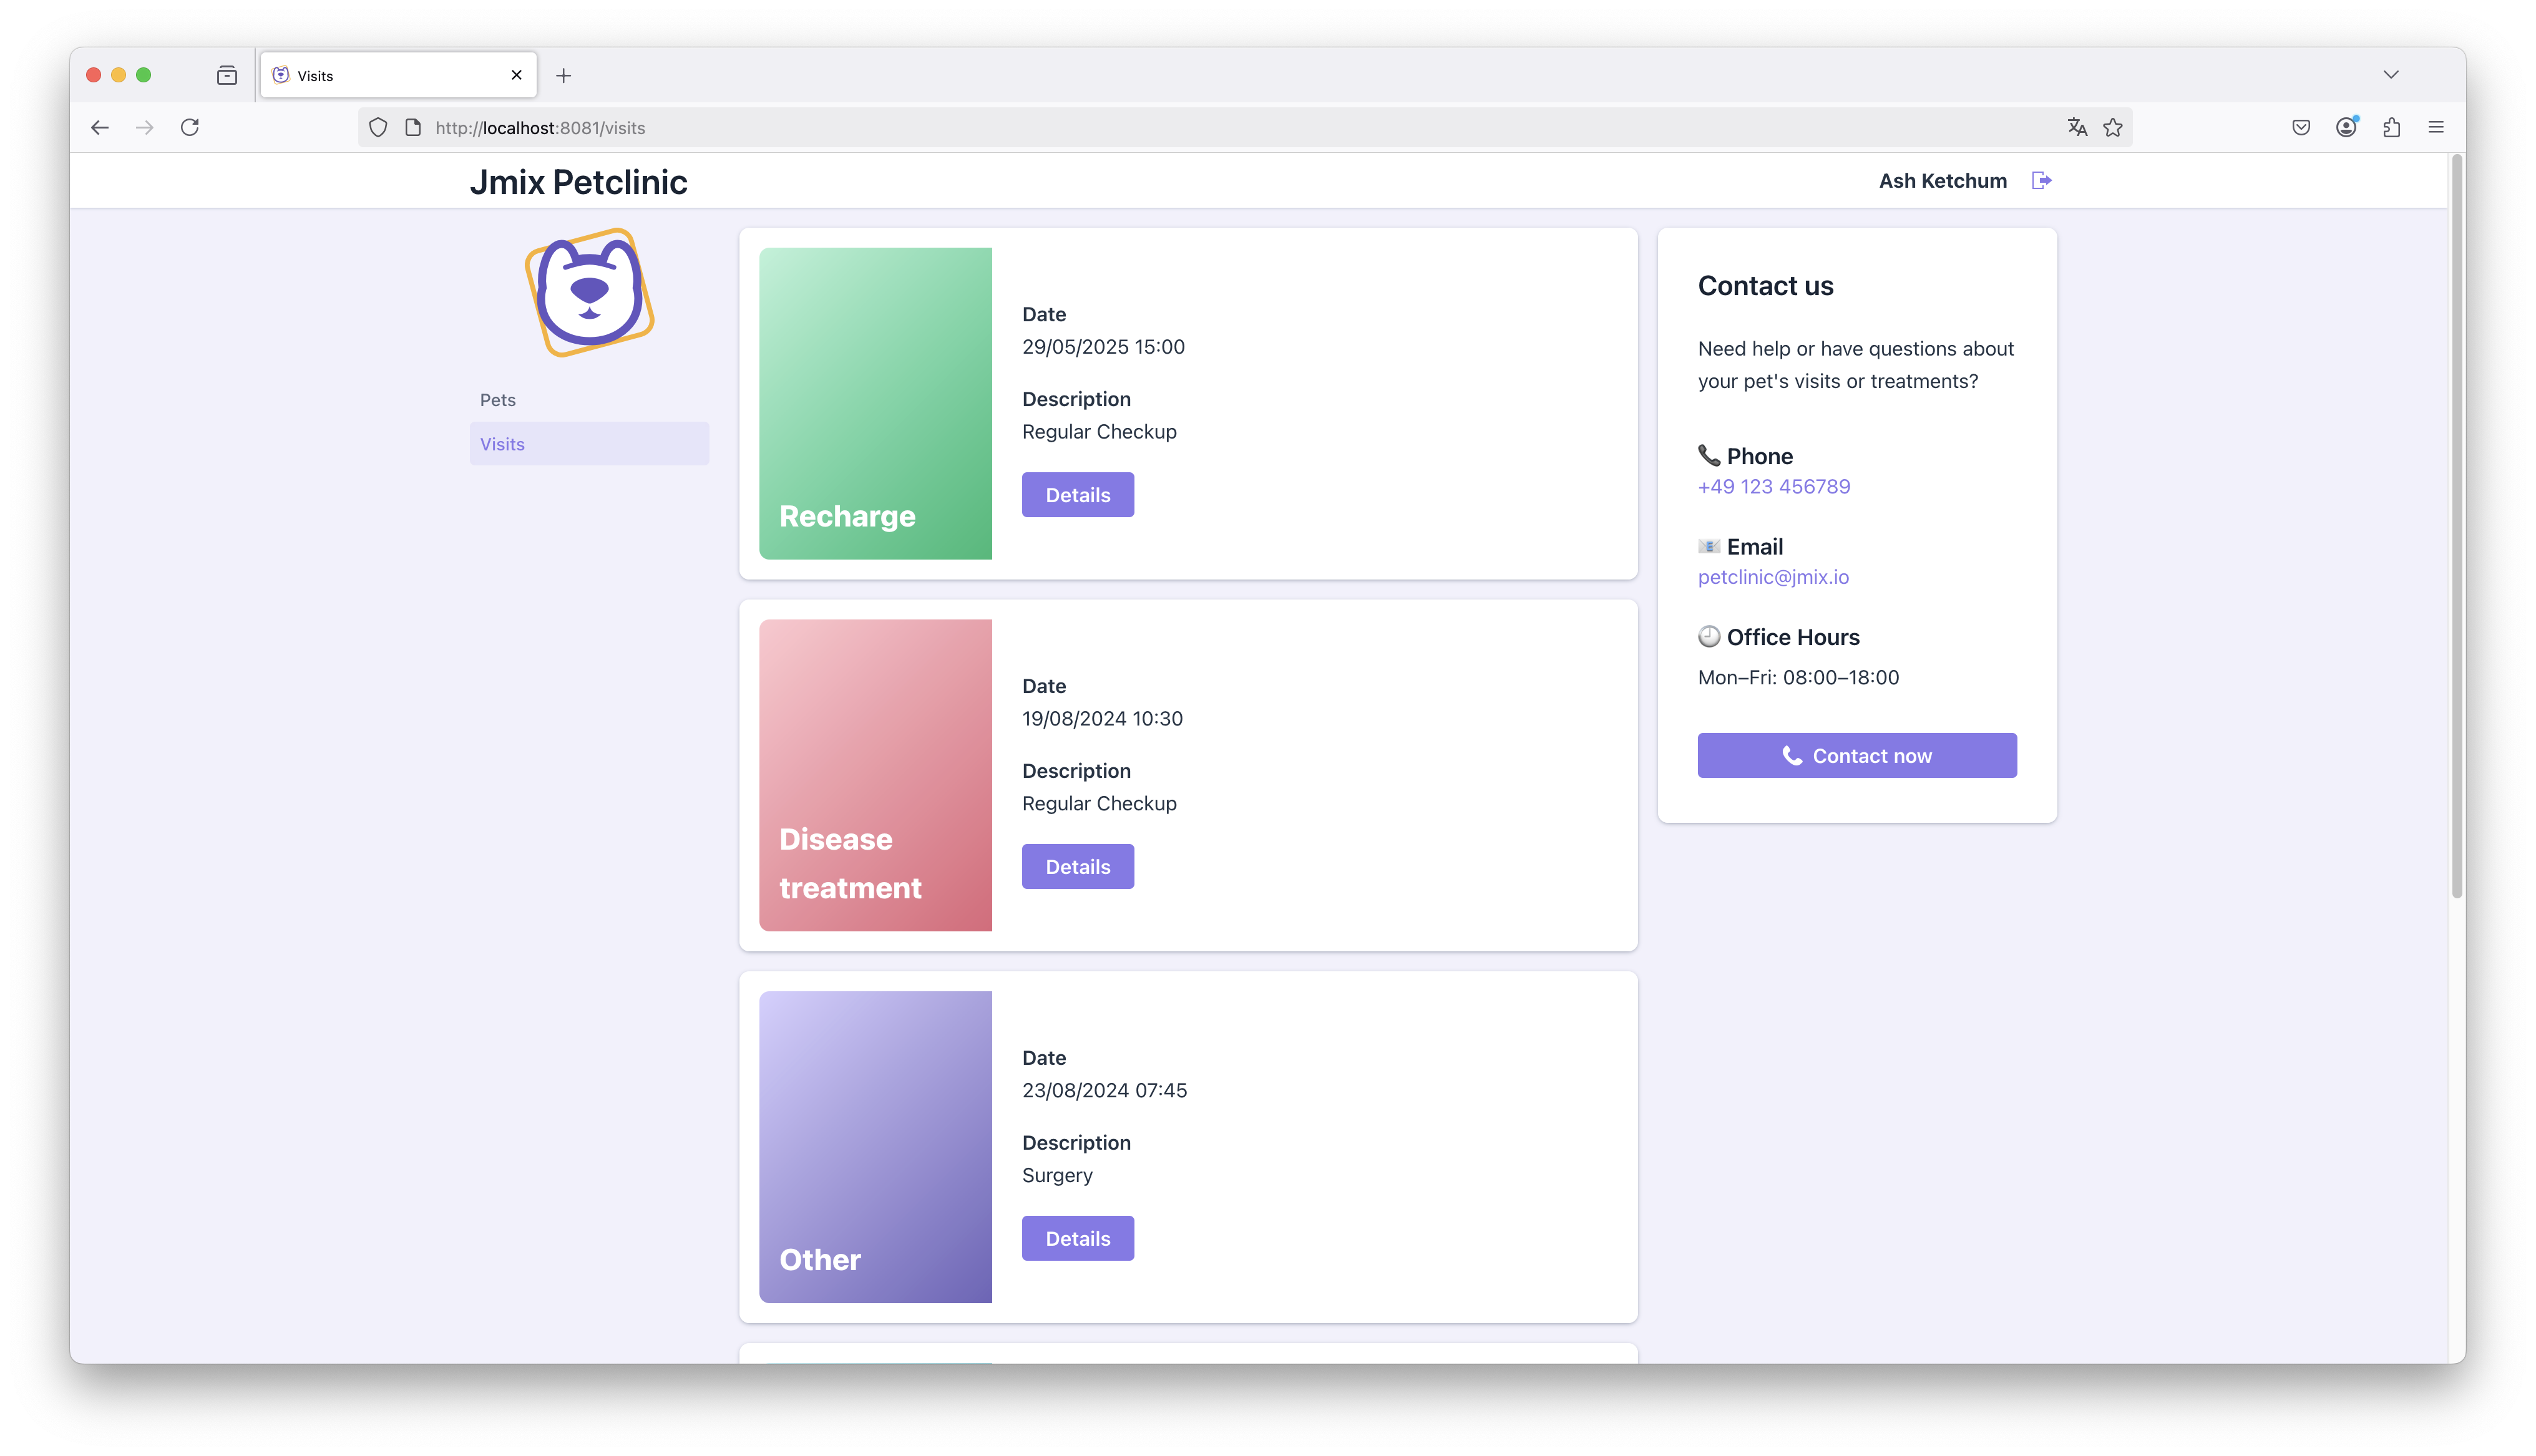 Visits
http://localhost:8081/visits
Jmix Petclinic
Ash Ketchum
Pets
Visits
Recharge
Date
29/05/2025 15:00
Description
Regular Checkup
Details
Disease
treatment
Date
19/08/2024 10:30
Description
Regular Checkup
Details
Other
Date
23/08/2024 07:45
Description
Surgery
Details
Contact us
Need help or have questions about
your pet's visits or treatments?
📞 Phone
+49 123 456789
📧 Email
petclinic@jmix.io
🕘 Office Hours
Mon–Fri: 08:00–18:00
Contact now